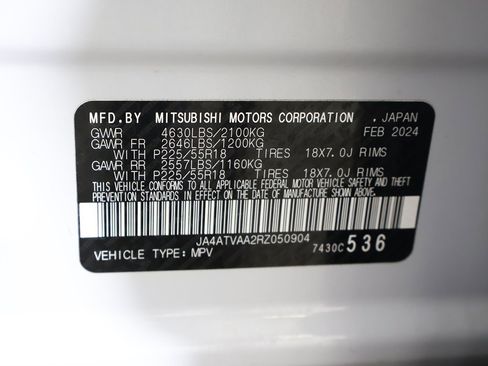 MFD.BY MITSUBISHI MOTORS CORPORATION , JAPAN
GVWR 4630LBS/2100KG FEB 2024
GAWR FR 2646LBS/1200KG
WITH P225/55R18 TIRES 18X7.0J RIMS
GAWR RR 2557LBS/1160KG
WITH P225/55R18 TIRES 18X7.0J RIMS
THIS VEHICLE CONFORMS TO ALL APPLICABLE FEDERAL MOTOR VEHICLE SAFETY AND
THEFT PREVENTION STANDARDS IN EFFECT ON THE DATE OF MANUFACTURE SHOWN ABOVE.
JA4ATVAA2RZ050904
VEHICLE TYPE: MPV 7430C 536